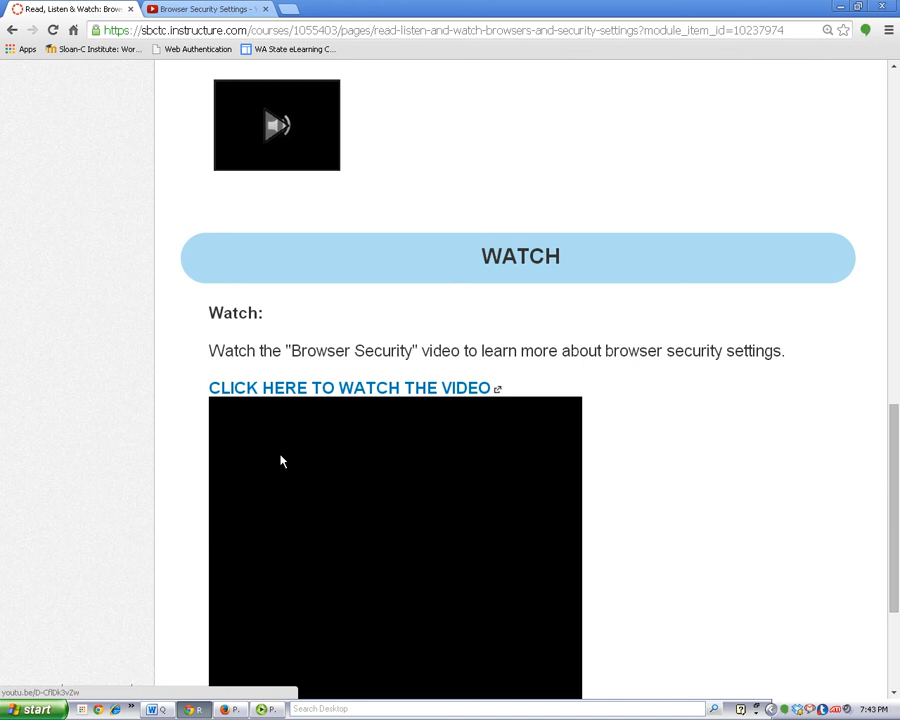 Read, Listen & Watch: Brow
Browser Security Settings -
https://sbctc.instructure.com/courses/1055403/pages/read-listen-and-watch-browsers-and-security-settings?module_item_id=10237974
Apps Sloan-C Institute: Wor... Web Authentication WA State eLearning C...
WATCH
Watch:
Watch the "Browser Security" video to learn more about browser security settings.
CLICK HERE TO WATCH THE VIDEO
start
Q
R
P.
P.
Search Desktop
7:43 PM